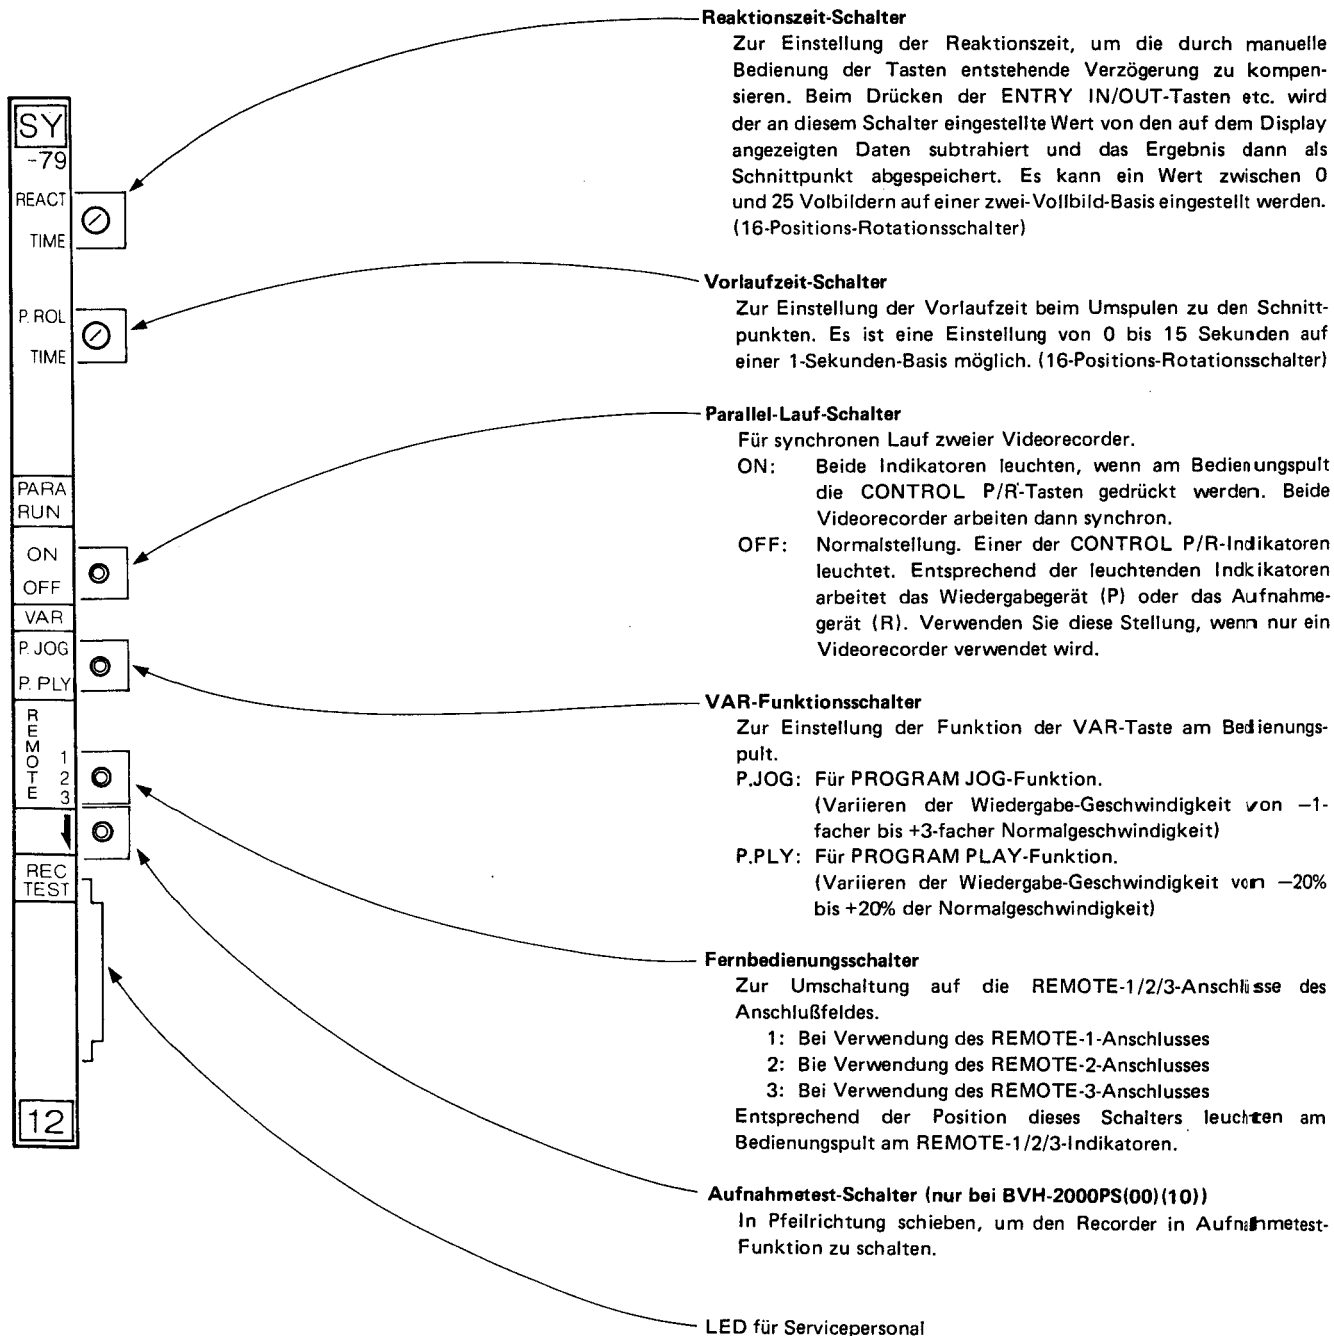 SY
-79
REACT
TIME
P. ROL
TIME
PARA
RUN
ON
OFF
VAR
P. JOG
P. PLY
REMOTE
1
2
3
REC
TEST
12
Reaktionszeit-Schalter
Zur Einstellung der Reaktionszeit, um die durch manuelle
Bedienung der Tasten entstehende Verzögerung zu kompen-
sieren. Beim Drücken der ENTRY IN/OUT-Tasten etc. wird
der an diesem Schalter eingestellte Wert von den auf dem Display
angezeigten Daten subtrahiert und das Ergebnis dann als
Schnittpunkt abgespeichert. Es kann ein Wert zwischen 0
und 25 Volbildern auf einer zwei-Vollbild-Basis eingestellt werden.
(16-Positions-Rotationsschalter)
Vorlaufzeit-Schalter
Zur Einstellung der Vorlaufzeit beim Umspulen zu den Schnitt-
punkten. Es ist eine Einstellung von 0 bis 15 Sekunden auf
einer 1-Sekunden-Basis möglich. (16-Positions-Rotationsschalter)
Parallel-Lauf-Schalter
Für synchronen Lauf zweier Videorecorder.
ON: Beide Indikatoren leuchten, wenn am Bedienungspult
die CONTROL P/R-Tasten gedrückt werden. Beide
Videorecorder arbeiten dann synchron.
OFF: Normalstellung. Einer der CONTROL P/R-Indikatoren
leuchtet. Entsprechend der leuchtenden Indkikatoren
arbeitet das Wiedergabegerät (P) oder das Aufnahme-
gerät (R). Verwenden Sie diese Stellung, wenn nur ein
Videorecorder verwendet wird.
VAR-Funktionsschalter
Zur Einstellung der Funktion der VAR-Taste am Bedienungs-
pult.
P.JOG: Für PROGRAM JOG-Funktion.
(Variieren der Wiedergabe-Geschwindigkeit von −1-
facher bis +3-facher Normalgeschwindigkeit)
P.PLY: Für PROGRAM PLAY-Funktion.
(Variieren der Wiedergabe-Geschwindigkeit von −20%
bis +20% der Normalgeschwindigkeit)
Fernbedienungsschalter
Zur Umschaltung auf die REMOTE-1/2/3-Anschlüsse des
Anschlußfeldes.
1: Bei Verwendung des REMOTE-1-Anschlusses
2: Bie Verwendung des REMOTE-2-Anschlusses
3: Bei Verwendung des REMOTE-3-Anschlusses
Entsprechend der Position dieses Schalters leuchten am
Bedienungspult am REMOTE-1/2/3-Indikatoren.
Aufnahmetest-Schalter (nur bei BVH-2000PS(00)(10))
In Pfeilrichtung schieben, um den Recorder in Aufnahmetest-
Funktion zu schalten.
LED für Servicepersonal